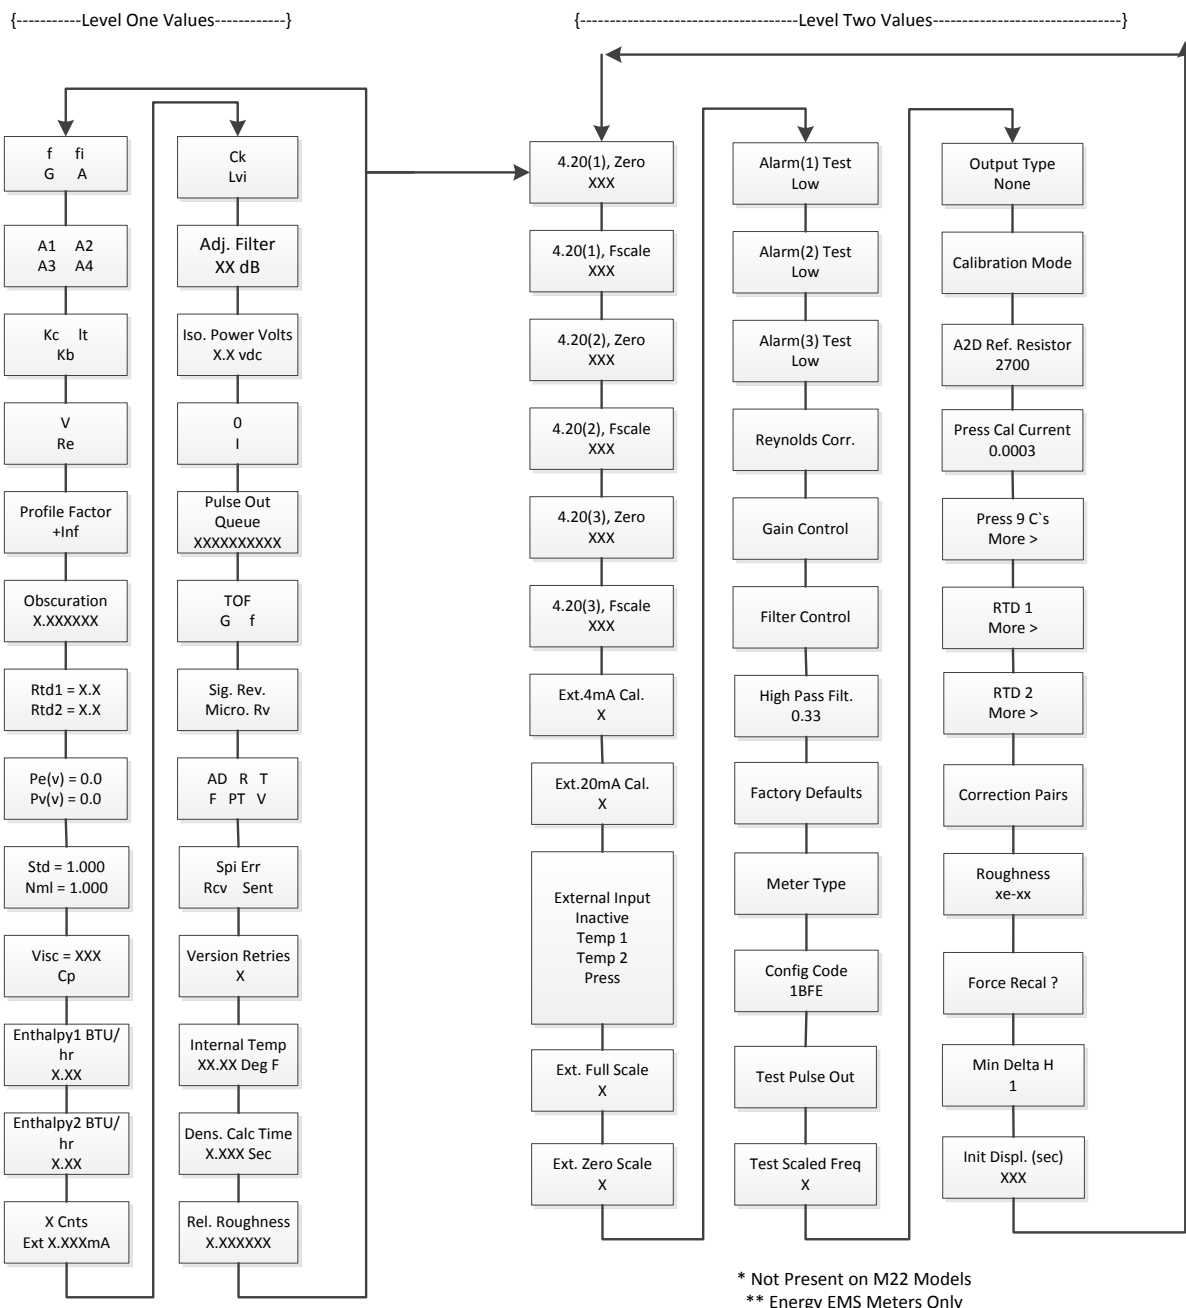 {-----------Level One Values------------}
{-------------------------------------Level Two Values--------------------------------}
f fi
G A
A1 A2
A3 A4
Kc lt
Kb
V
Re
Profile Factor
+Inf
Obscuration
X.XXXXXX
Rtd1 = X.X
Rtd2 = X.X
Pe(v) = 0.0
Pv(v) = 0.0
Std = 1.000
Nml = 1.000
Visc = XXX
Cp
Enthalpy1 BTU/
hr
X.XX
Enthalpy2 BTU/
hr
X.XX
X Cnts
Ext X.XXXmA
Ck
Lvi
Adj. Filter
XX dB
Iso. Power Volts
X.X vdc
0
I
Pulse Out
Queue
XXXXXXXXXX
TOF
G f
Sig. Rev.
Micro. Rv
AD R T
F PT V
Spi Err
Rcv Sent
Version Retries
X
Internal Temp
XX.XX Deg F
Dens. Calc Time
X.XXX Sec
Rel. Roughness
X.XXXXXX
4.20(1), Zero
XXX
4.20(1), Fscale
XXX
4.20(2), Zero
XXX
4.20(2), Fscale
XXX
4.20(3), Zero
XXX
4.20(3), Fscale
XXX
Ext.4mA Cal.
X
Ext.20mA Cal.
X
External Input
Inactive
Temp 1
Temp 2
Press
Ext. Full Scale
X
Ext. Zero Scale
X
Alarm(1) Test
Low
Alarm(2) Test
Low
Alarm(3) Test
Low
Reynolds Corr.
Gain Control
Filter Control
High Pass Filt.
0.33
Factory Defaults
Meter Type
Config Code
1BFE
Test Pulse Out
Test Scaled Freq
X
Output Type
None
Calibration Mode
A2D Ref. Resistor
2700
Press Cal Current
0.0003
Press 9 C`s
More >
RTD 1
More >
RTD 2
More >
Correction Pairs
Roughness
xe-xx
Force Recal ?
Min Delta H
1
Init Displ. (sec)
XXX
* Not Present on M22 Models
** Energy EMS Meters Only